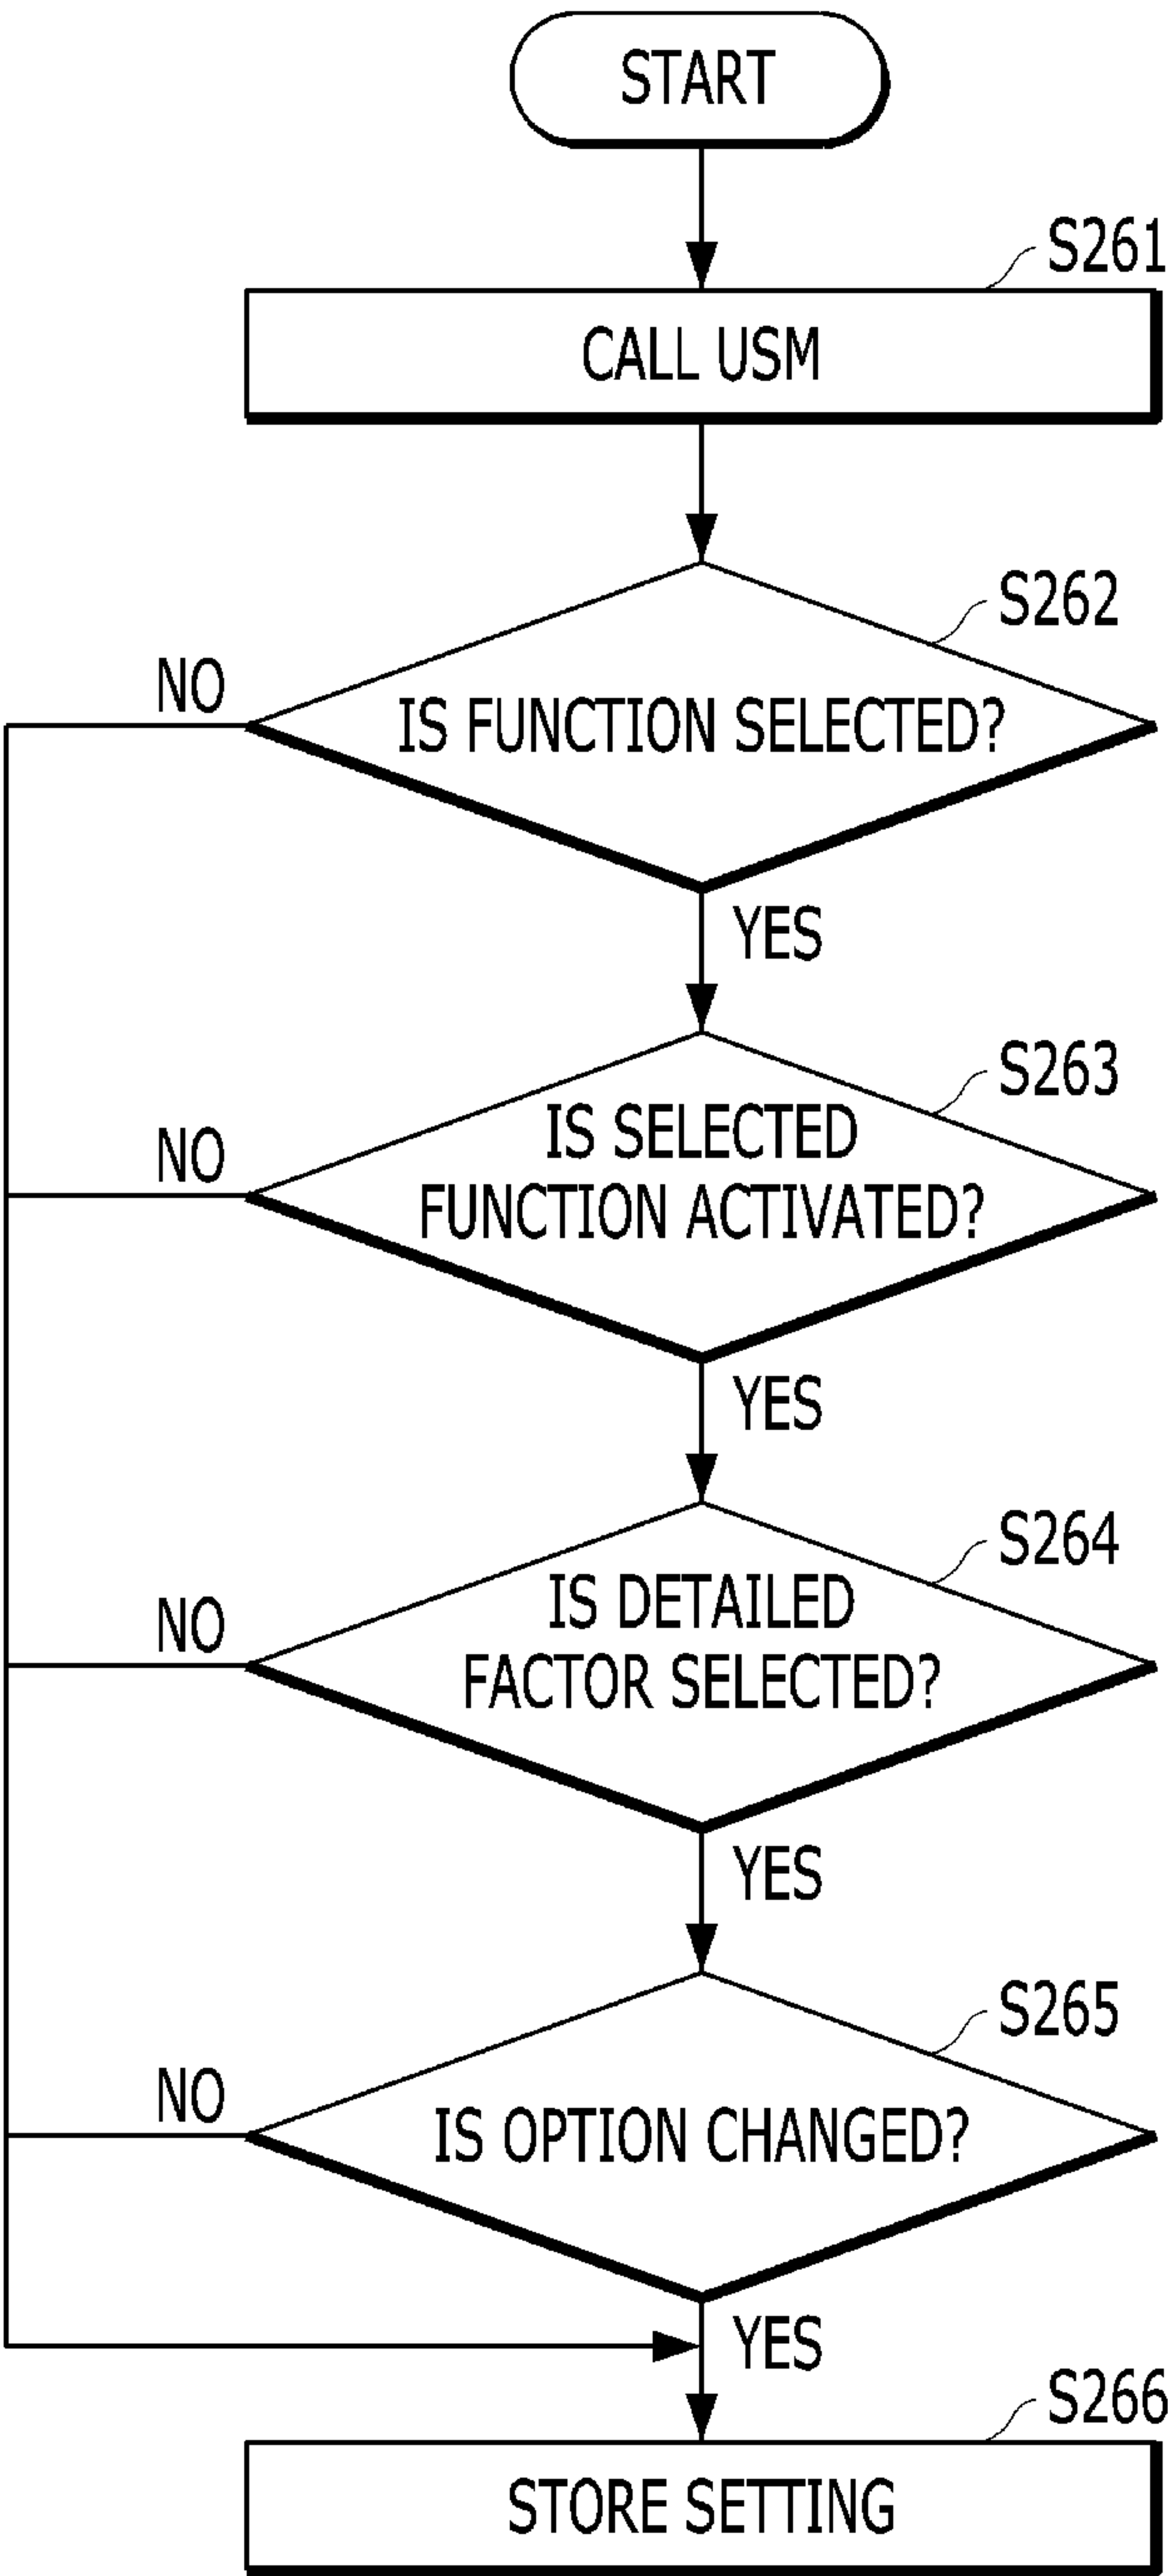 START
S261
CALL USM
S262
NO
IS FUNCTION SELECTED?
YES
S263
IS SELECTED
NO
FUNCTION ACTIVATED?
YES
S264
IS DETAILED
NO
FACTOR SELECTED?
YES
S265
NO
IS OPTION CHANGED?
YES
S266
STORE SETTING